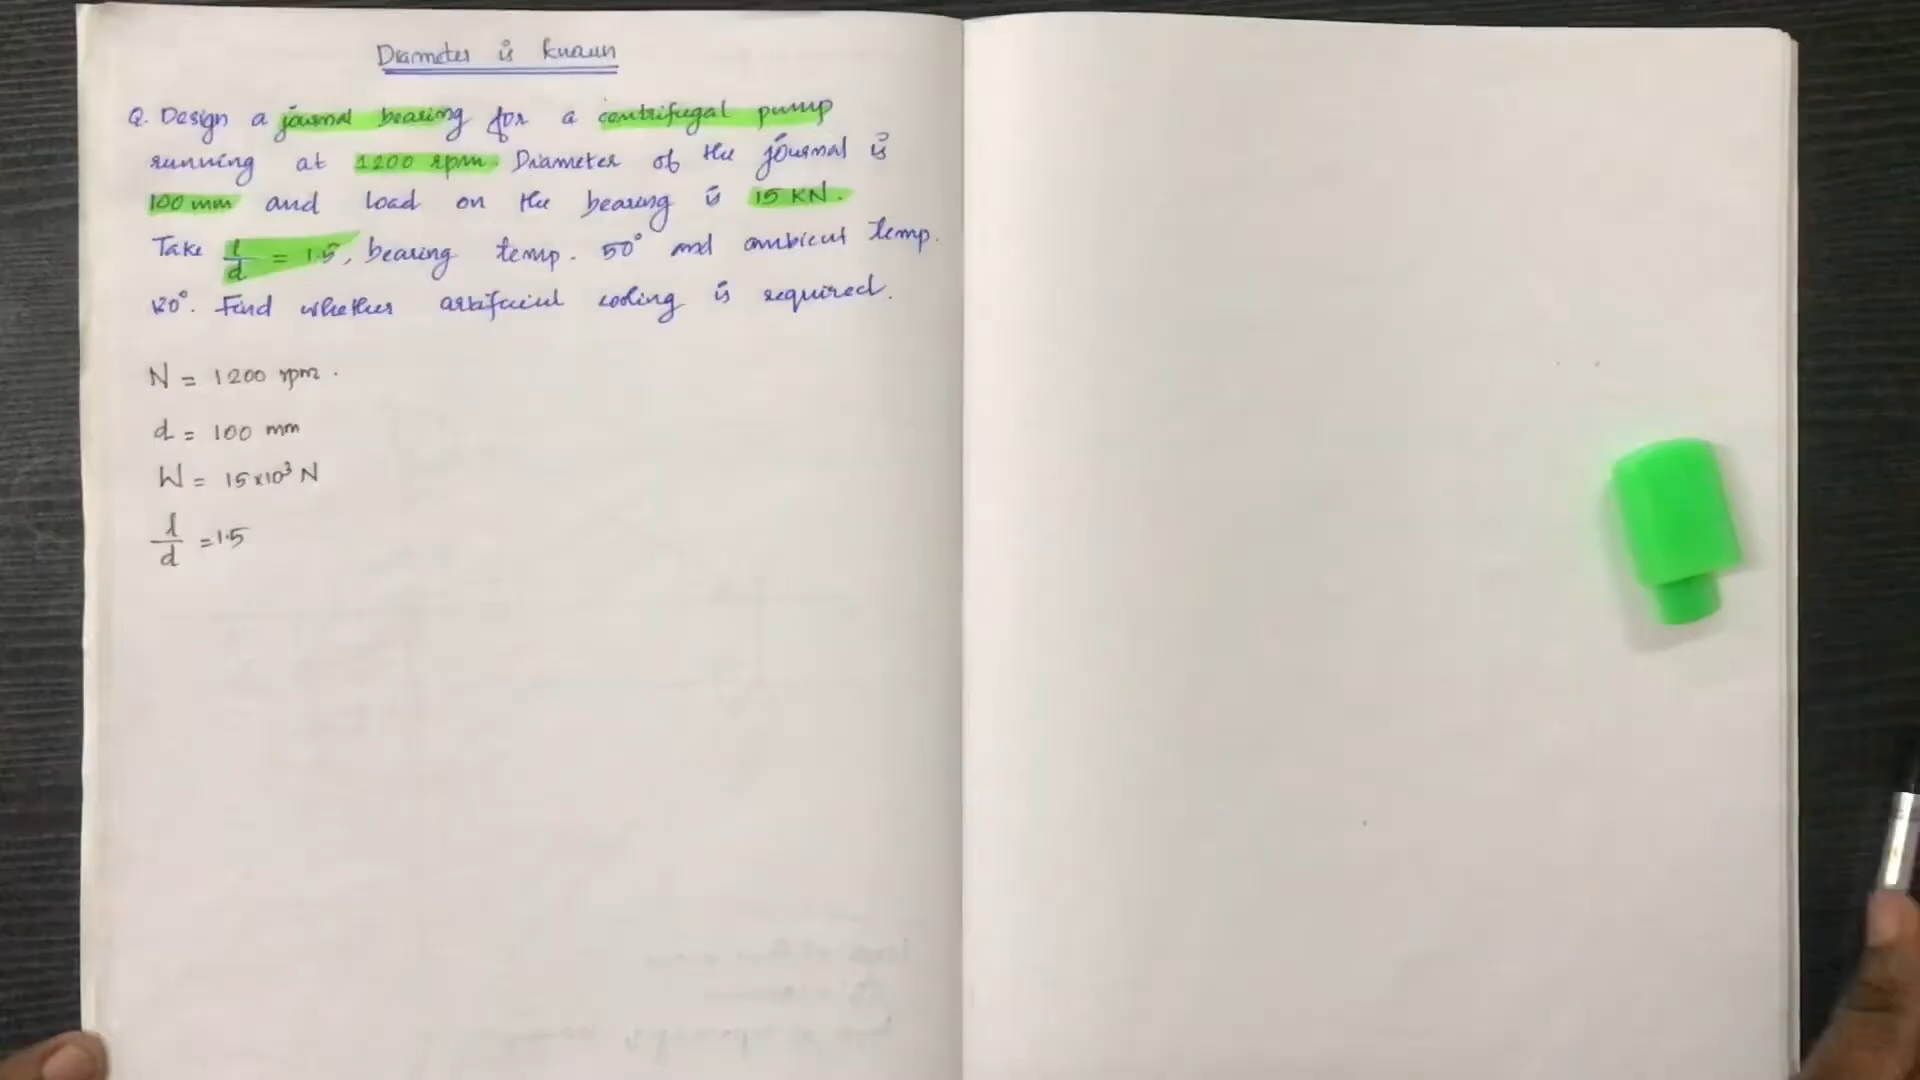 Diameter is known
Q. Design a journal bearing for a centrifugal pump
running at 1200 rpm. Diameter of the journal is
100 mm and load on the bearing is 15 KN.
Take l/d = 1.5, bearing temp. 50° and ambient temp.
20°. Find whether artificial cooling is required.
N = 1200 rpm.
d = 100 mm
W = 15x10³ N
l/d = 1.5